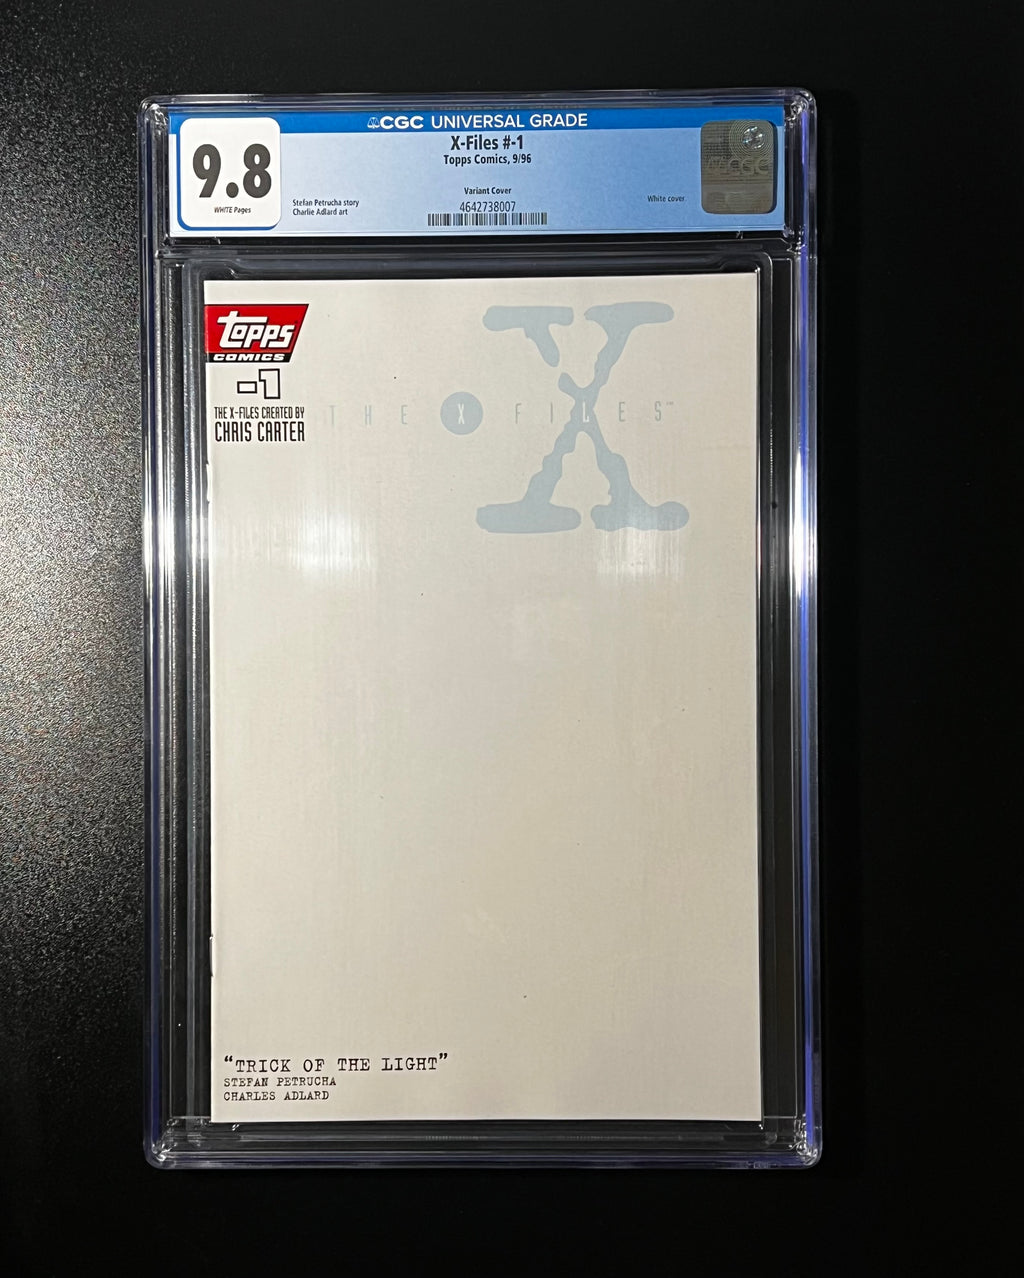 CGC UNIVERSAL GRADE
9.8
WHITE Pages
X-Files #-1
Topps Comics, 9/96
Variant Cover
4642738007
Stefan Petrucha story
Charlie Adlard art
White cover
CGC
TOPPS
COMICS
-1
THE X-FILES CREATED BY
CHRIS CARTER
X
THE X FILES™
“TRICK OF THE LIGHT”
STEFAN PETRUCHA
CHARLES ADLARD